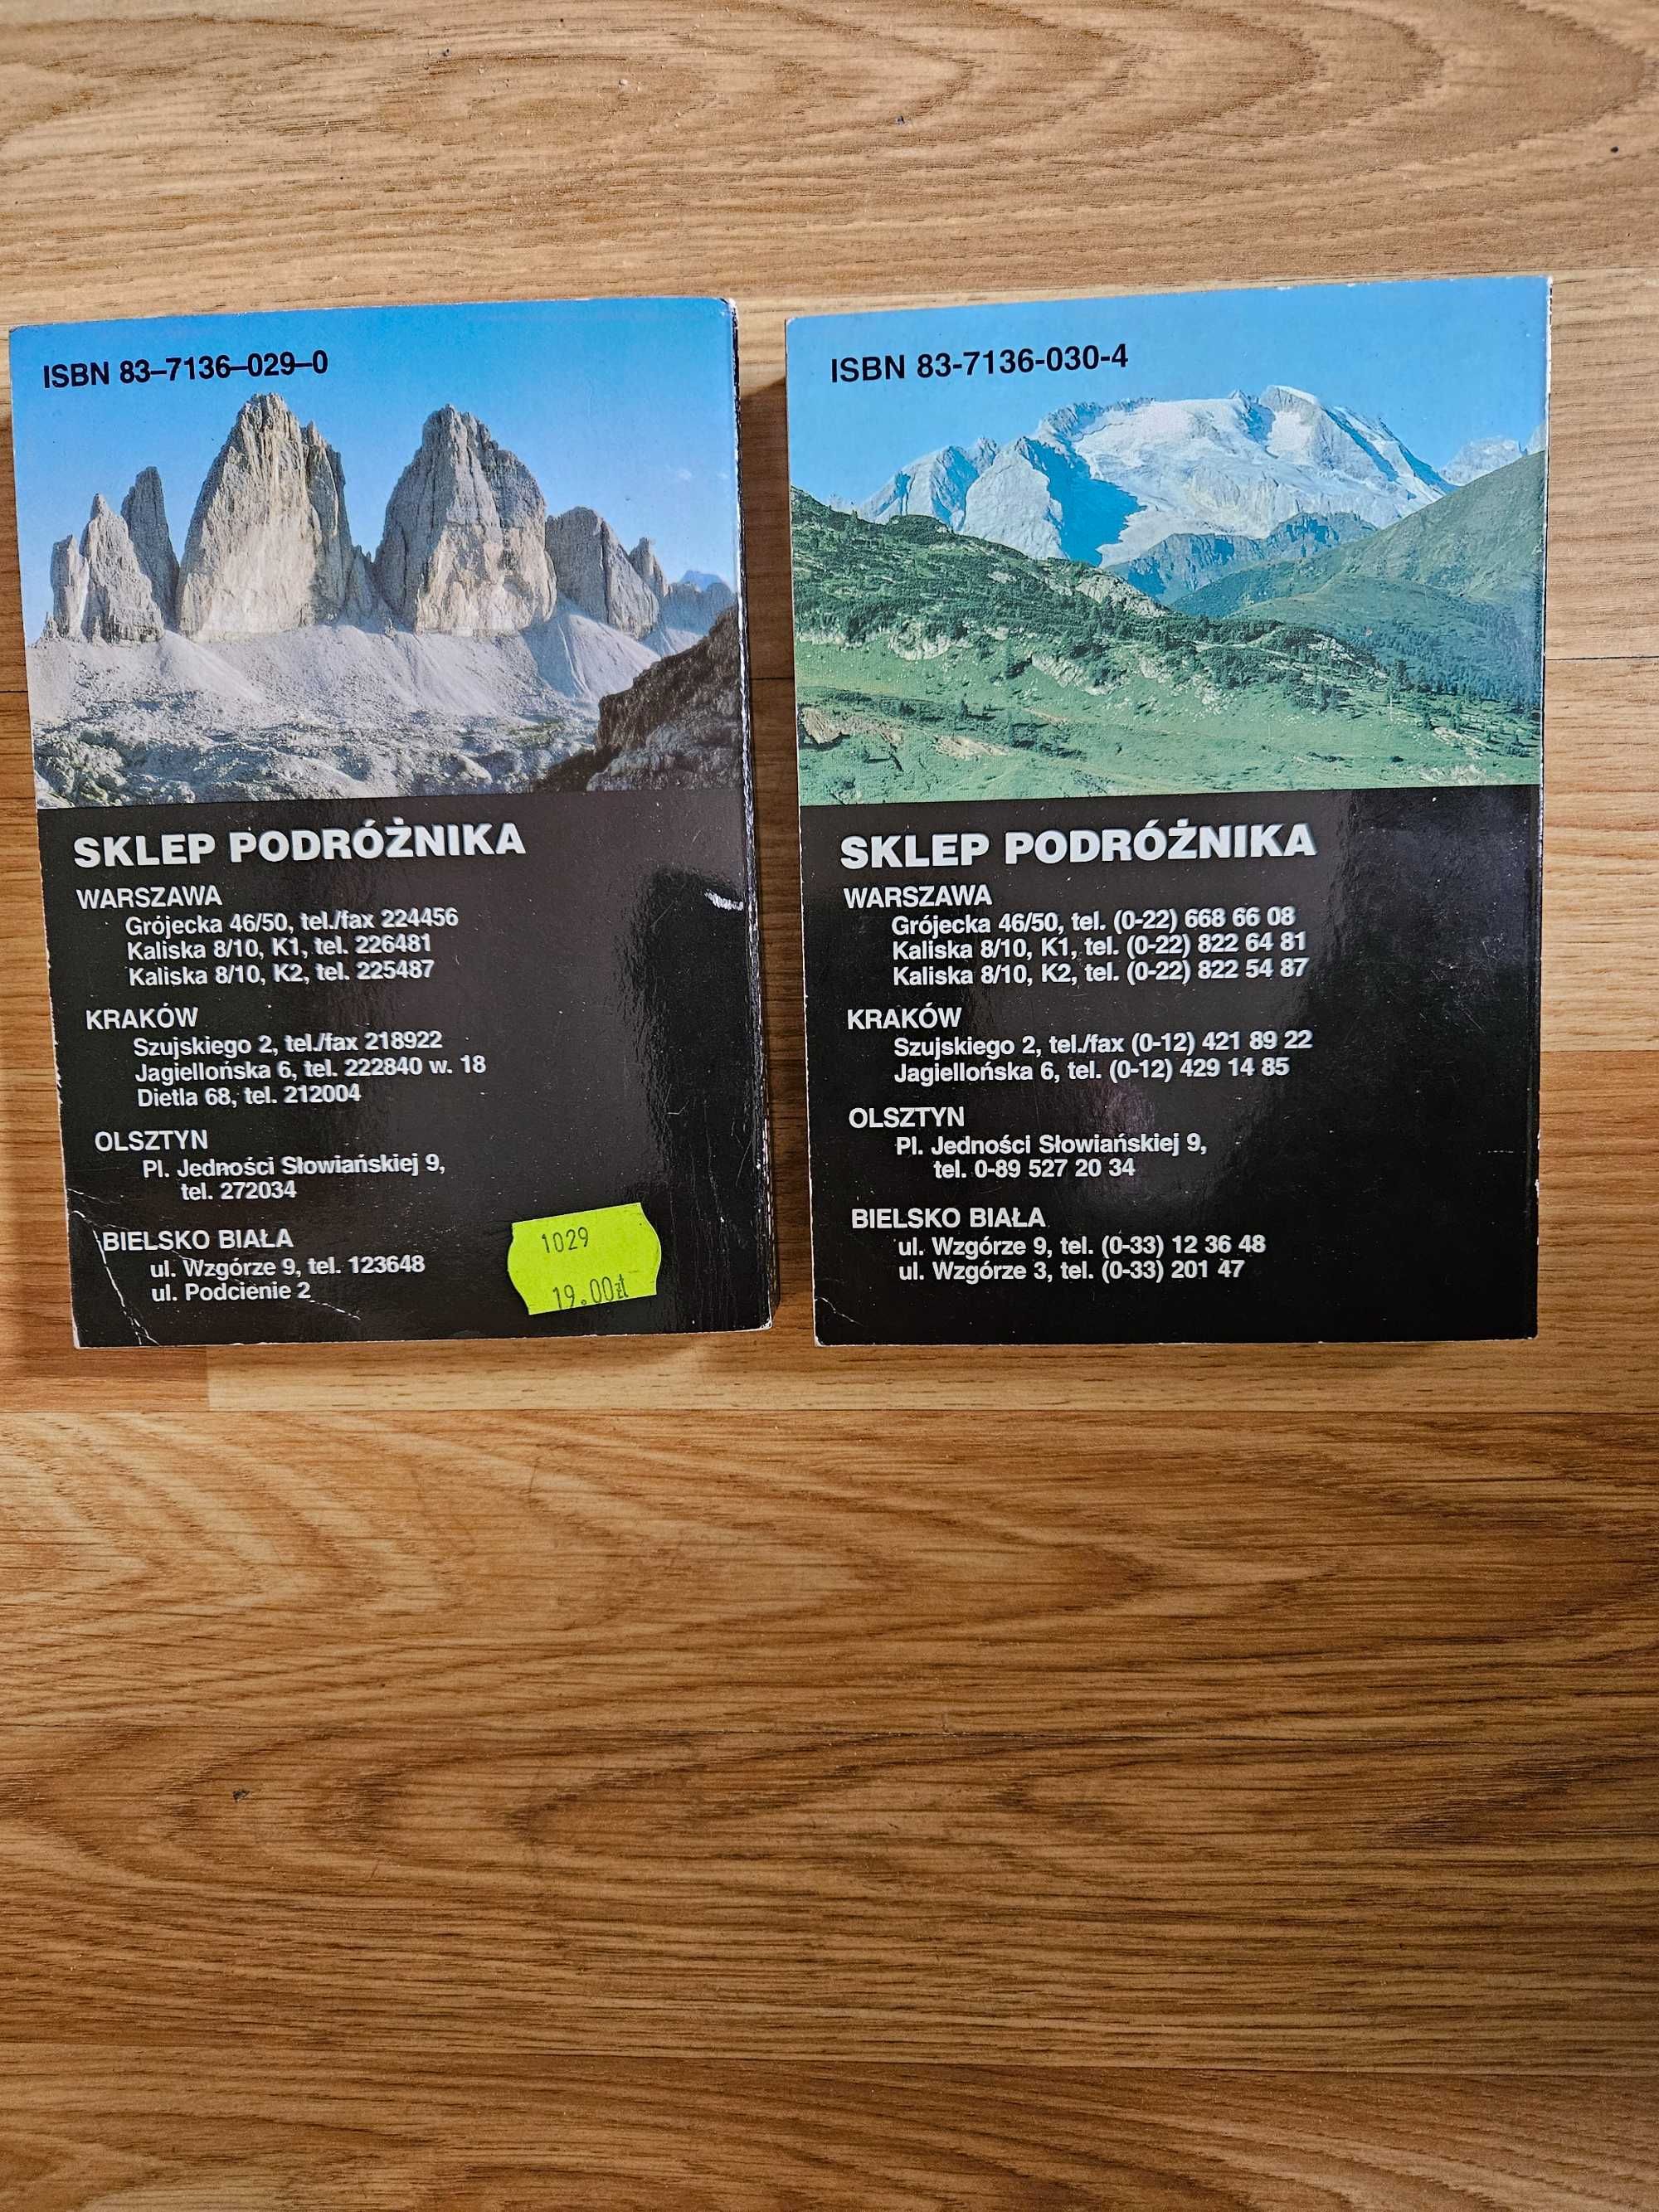 ISBN 83–7136–029–0
SKLEP PODRÓŻNIKA
WARSZAWA
Grójecka 46/50, tel./fax 224456
Kaliska 8/10, K1, tel. 226481
Kaliska 8/10, K2, tel. 225487
KRAKÓW
Szujskiego 2, tel./fax 218922
Jagiellońska 6, tel. 222840 w. 18
Dietla 68, tel. 212004
OLSZTYN
Pl. Jedności Słowiańskiej 9,
tel. 272034
BIELSKO BIAŁA
ul. Wzgórze 9, tel. 123648
ul. Podcienie 2
1029
19.00zł
ISBN 83-7136-030-4
SKLEP PODRÓŻNIKA
WARSZAWA
Grójecka 46/50, tel. (0-22) 668 66 08
Kaliska 8/10, K1, tel. (0-22) 822 64 81
Kaliska 8/10, K2, tel. (0-22) 822 54 87
KRAKÓW
Szujskiego 2, tel./fax (0-12) 421 89 22
Jagiellońska 6, tel. (0-12) 429 14 85
OLSZTYN
Pl. Jedności Słowiańskiej 9,
tel. 0-89 527 20 34
BIELSKO BIAŁA
ul. Wzgórze 9, tel. (0-33) 12 36 48
ul. Wzgórze 3, tel. (0-33) 201 47